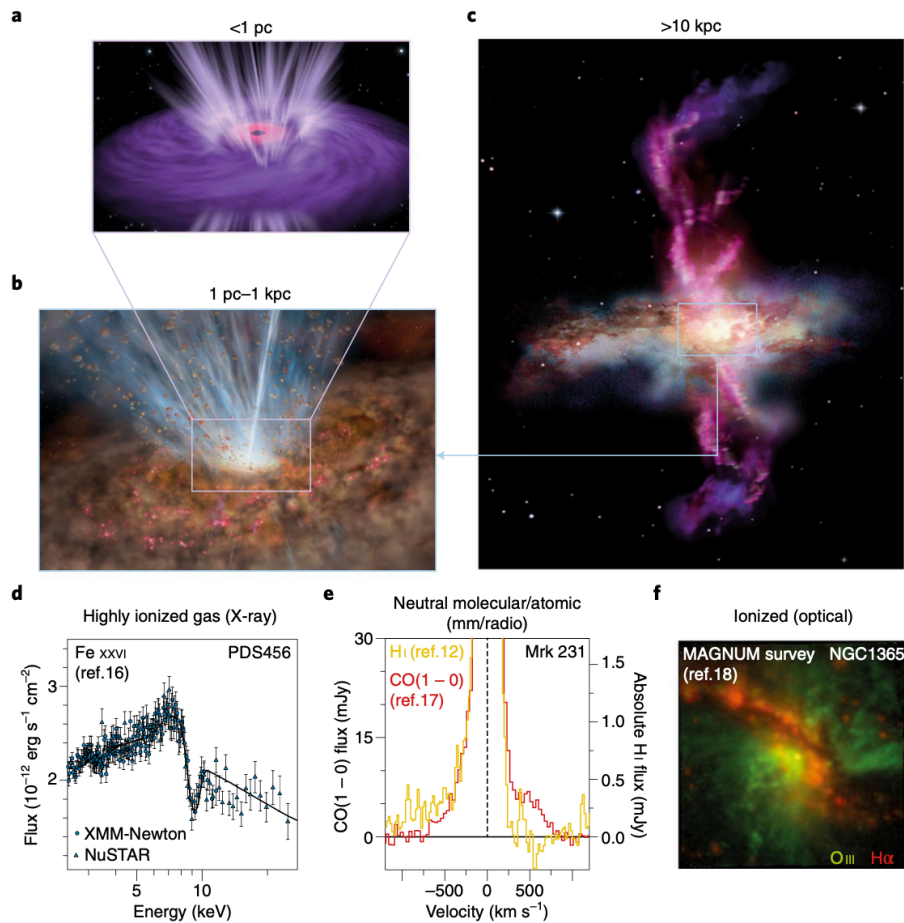 a
<1 pc
b
1 pc–1 kpc
c
>10 kpc
d
Highly ionized gas (X-ray)
Fe XXVI
(ref.16)
PDS456
3
2
5
10
Flux (10⁻¹² erg s⁻¹ cm⁻²)
XMM-Newton
NuSTAR
Energy (keV)
e
Neutral molecular/atomic
(mm/radio)
30
15
0
HI (ref.12)
CO(1 – 0)
(ref.17)
Mrk 231
1.5
1.0
0.5
0.0
CO(1 – 0) flux (mJy)
Absolute HI flux (mJy)
−500
0
500
Velocity (km s⁻¹)
f
Ionized (optical)
MAGNUM survey NGC1365
(ref.18)
OIII
Hα